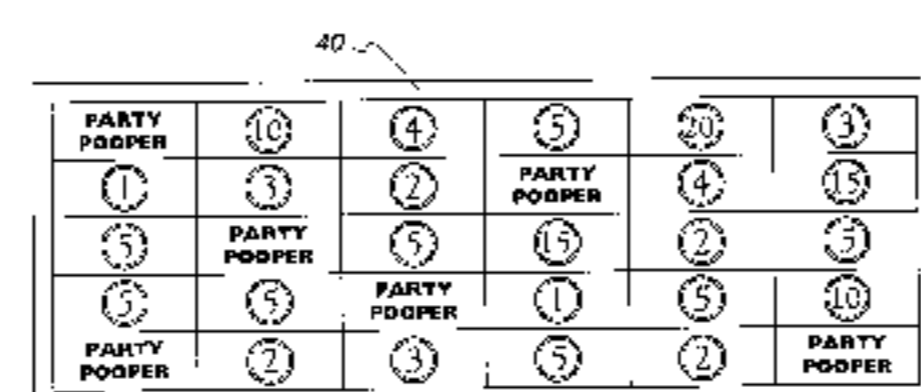 40
PARTY POOPER 10 4 5 20 3
1 3 2 PARTY POOPER 4 15
5 PARTY POOPER 5 15 2 5
5 5 PARTY POOPER 1 5 10
PARTY POOPER 2 3 5 2 PARTY POOPER